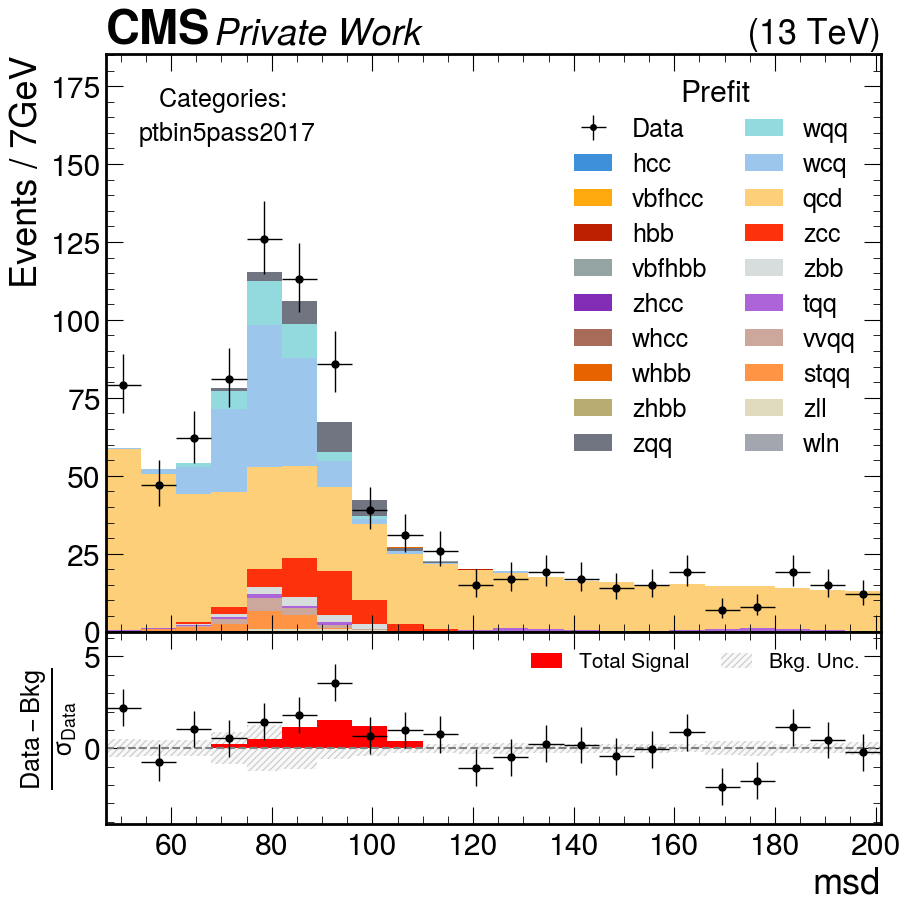 CMS Private Work (13 TeV)
Events / 7GeV
175
150
125
100
75
50
25
0
Categories:
ptbin5pass2017
Prefit
Data
hcc
vbfhcc
hbb
vbfhbb
zhcc
whcc
whbb
zhbb
zqq
wqq
wcq
qcd
zcc
zbb
tqq
vvqq
stqq
zll
wln
Data – Bkg
σData
5
0
Total Signal
Bkg. Unc.
60 80 100 120 140 160 180 200
msd